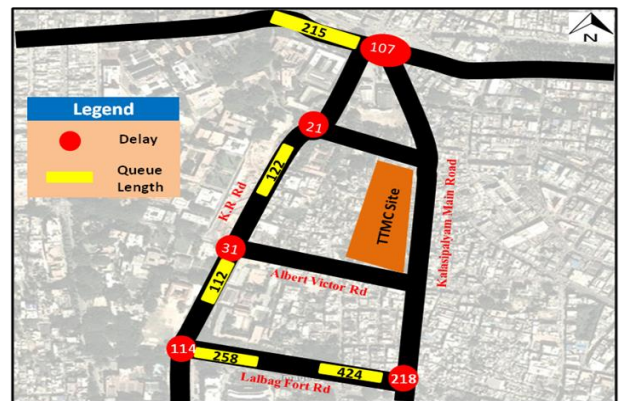 215
107
N
Legend
Delay
Queue
Length
21
122
K.R. Rd
TTMC Site
Kalasipalyam Main Road
31
Albert Victor Rd
112
114
258
424
218
Lalbag Fort Rd